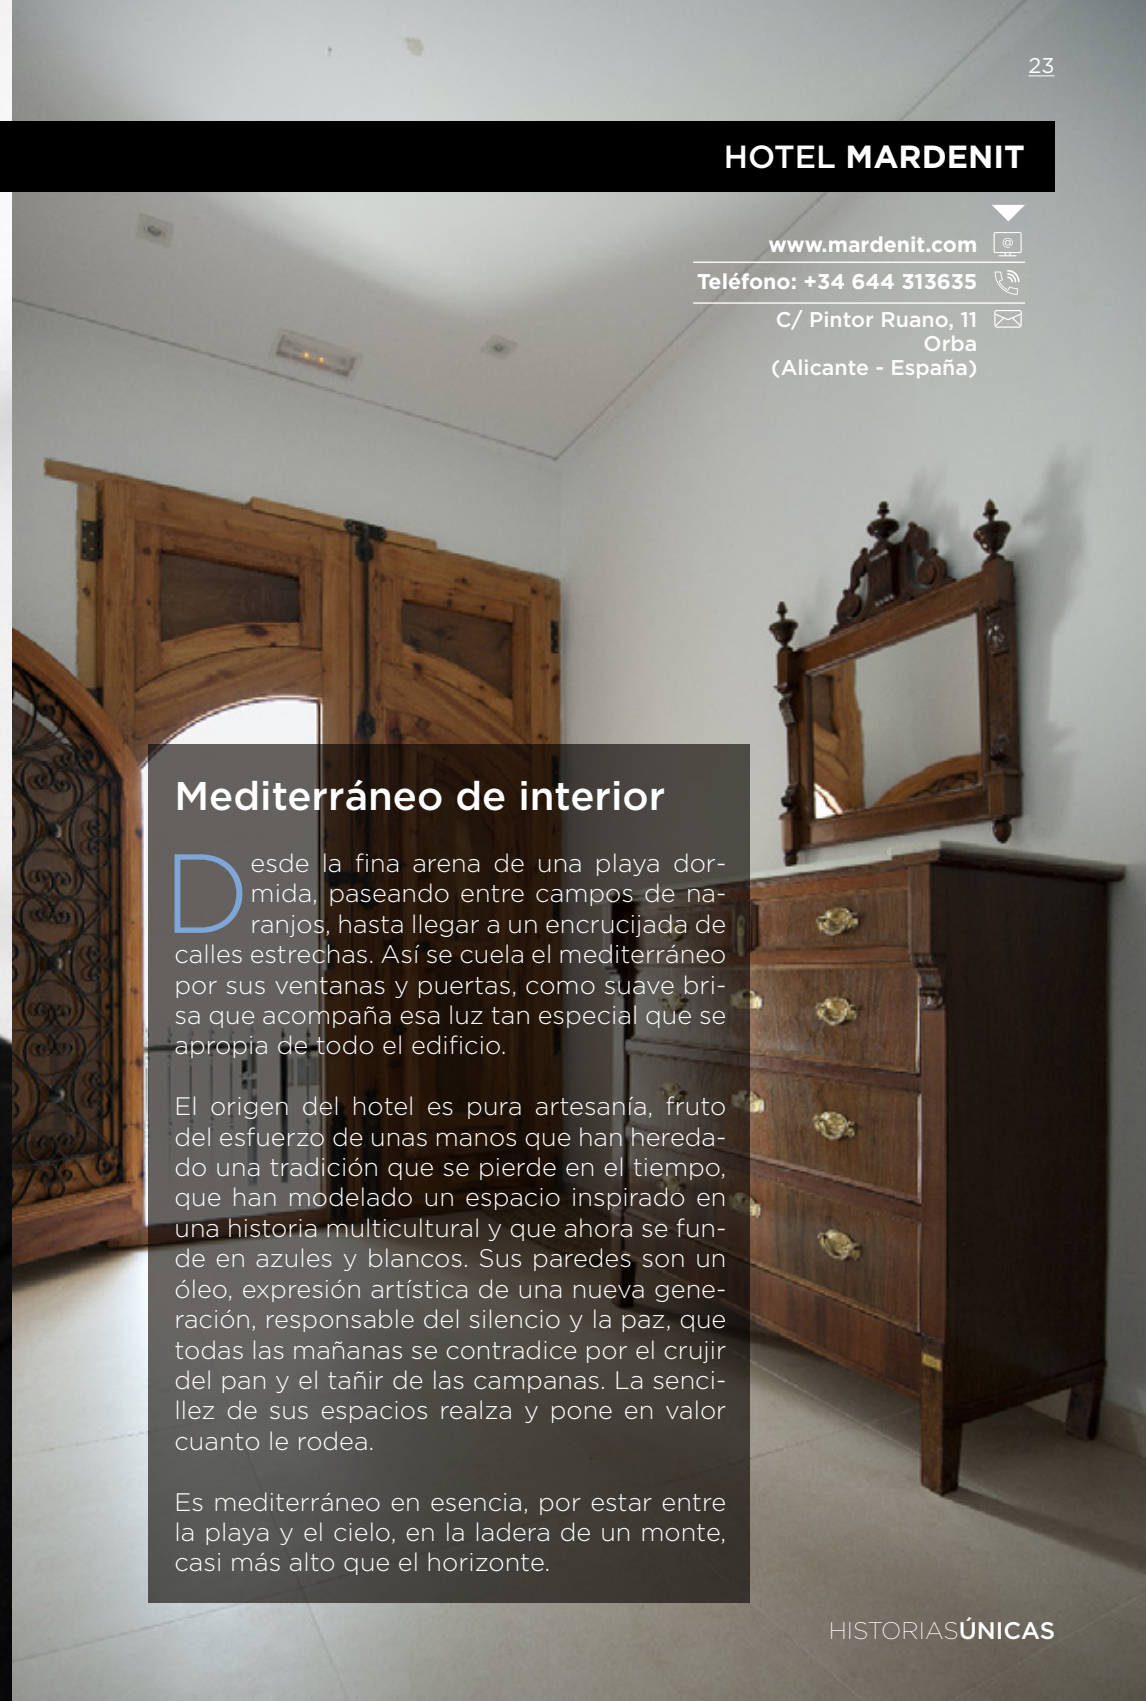 23
HOTEL MARDENIT
www.mardenit.com
Teléfono: +34 644 313635
C/ Pintor Ruano, 11
Orba
(Alicante - España)
Mediterráneo de interior
Desde la fina arena de una playa dor-
mida, paseando entre campos de na-
ranjos, hasta llegar a un encrucijada de
calles estrechas. Así se cuela el mediterráneo
por sus ventanas y puertas, como suave bri-
sa que acompaña esa luz tan especial que se
apropia de todo el edificio.
El origen del hotel es pura artesanía, fruto
del esfuerzo de unas manos que han hereda-
do una tradición que se pierde en el tiempo,
que han modelado un espacio inspirado en
una historia multicultural y que ahora se fun-
de en azules y blancos. Sus paredes son un
óleo, expresión artística de una nueva gene-
ración, responsable del silencio y la paz, que
todas las mañanas se contradice por el crujir
del pan y el tañir de las campanas. La senci-
llez de sus espacios realza y pone en valor
cuanto le rodea.
Es mediterráneo en esencia, por estar entre
la playa y el cielo, en la ladera de un monte,
casi más alto que el horizonte.
HISTORIASÚNICAS